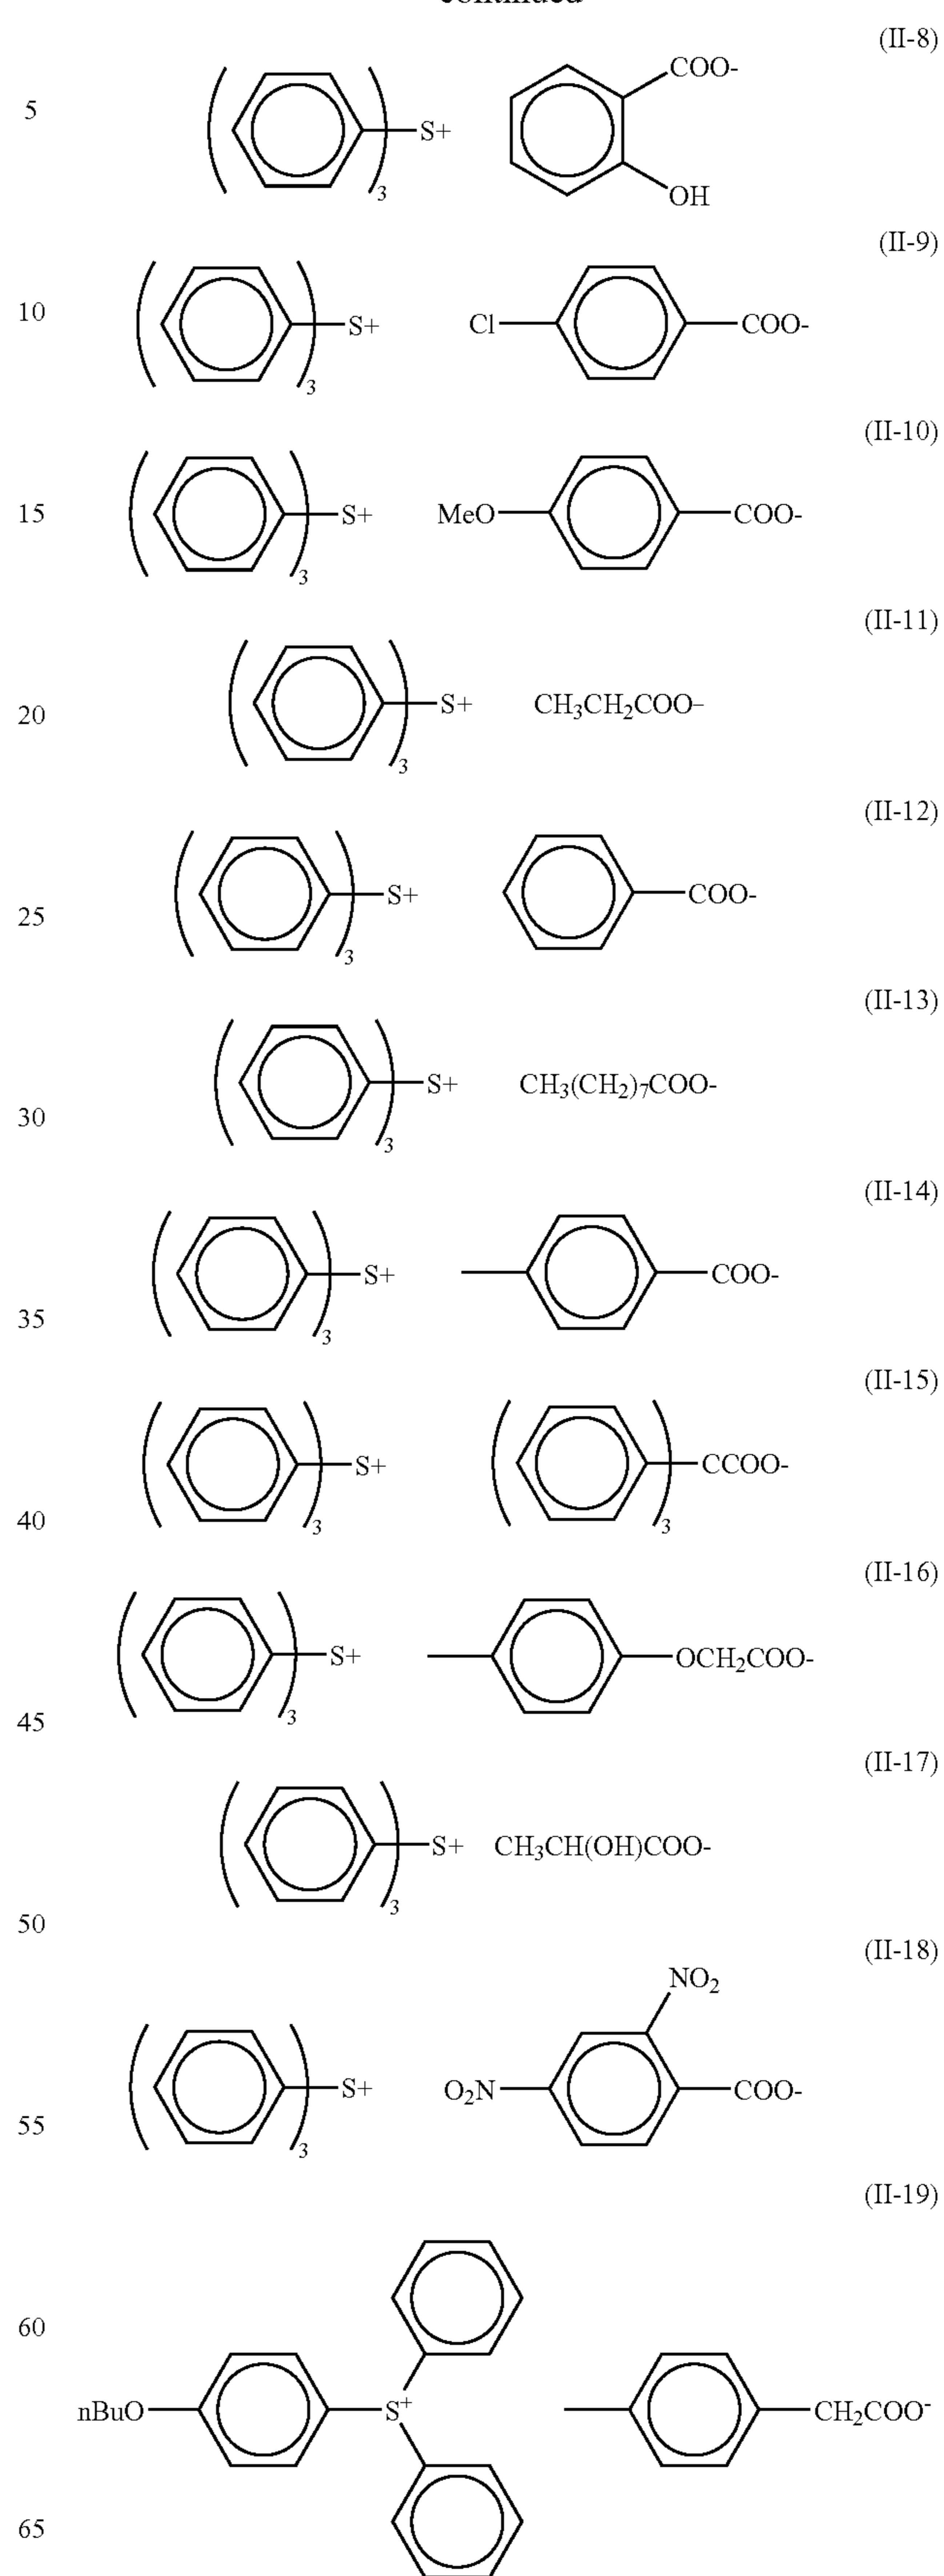 continued
(II-8)
COO-
5
S+
3
OH
(II-9)
10
S+
Cl
COO-
3
(II-10)
15
S+
MeO
COO-
3
(II-11)
20
S+
CH3CH2COO-
3
(II-12)
25
S+
COO-
3
(II-13)
30
S+
CH3(CH2)7COO-
3
(II-14)
35
S+
COO-
3
(II-15)
40
S+
CCOO-
3
3
(II-16)
45
S+
OCH2COO-
3
(II-17)
50
S+
CH3CH(OH)COO-
3
(II-18)
NO2
55
S+
O2N
COO-
3
(II-19)
60
nBuO
S+
CH2COO-
65